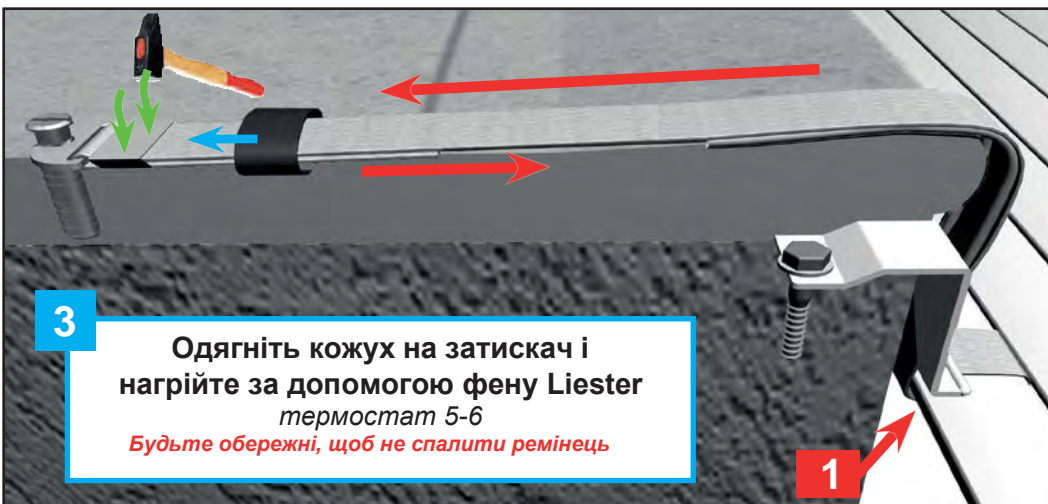 3
Одягніть кожух на затискач і
нагрійте за допомогою фену Liester
термостат 5-6
Будьте обережні, щоб не спалити ремінець
1